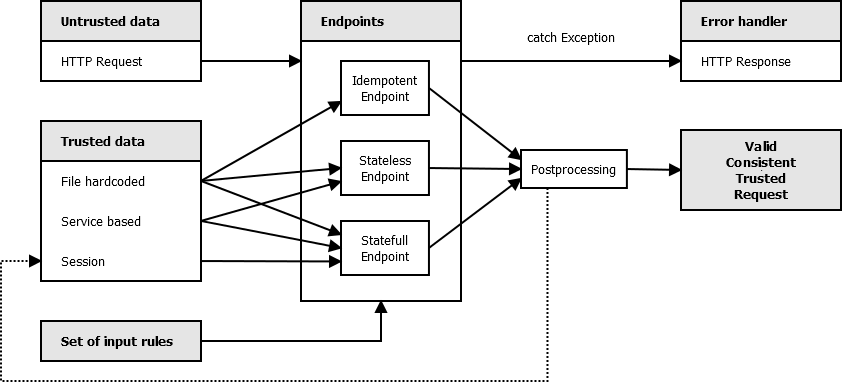 Untrusted data
HTTP Request
Endpoints
catch Exception
Error handler
HTTP Response
Idempotent
Endpoint
Trusted data
File hardcoded
Service based
Session
Stateless
Endpoint
Statefull
Endpoint
Postprocessing
Valid
Consistent
Trusted
Request
Set of input rules